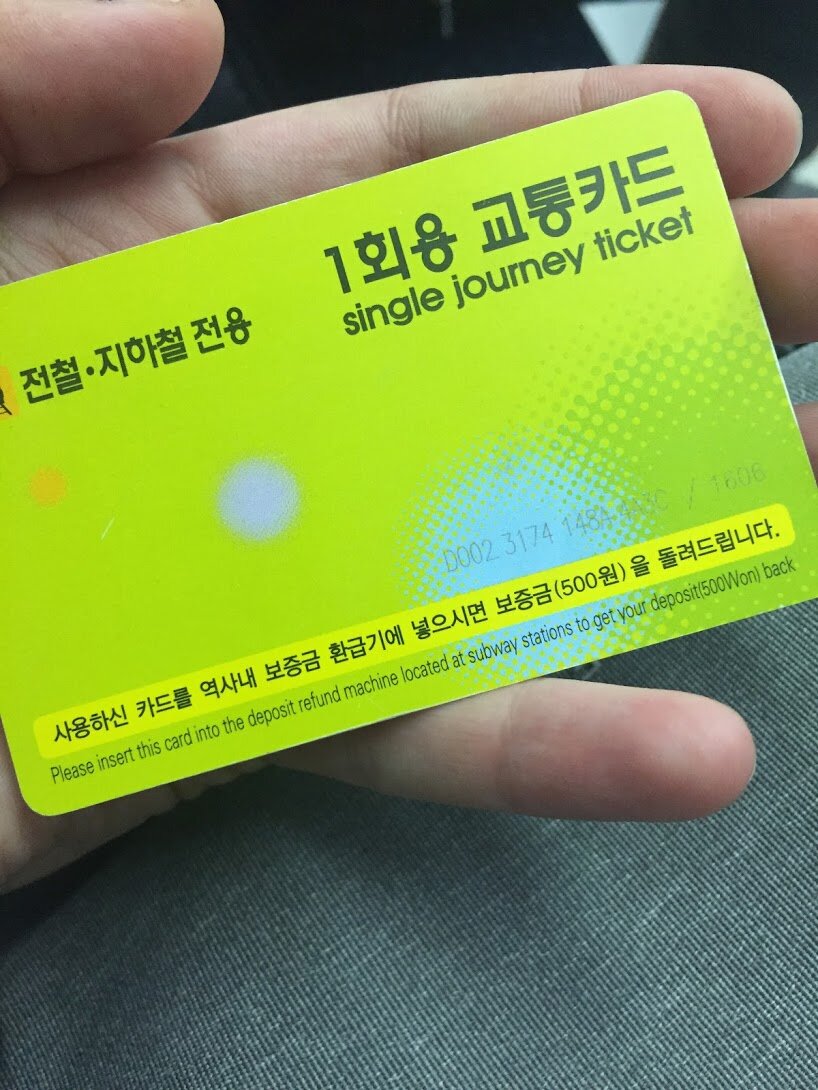 1회용 교통카드
single journey ticket
전철·지하철 전용
D002 3174 148A 4A3C / 1606
사용하신 카드를 역사내 보증금 환급기에 넣으시면 보증금(500원)을 돌려드립니다.
Please insert this card into the deposit refund machine located at subway stations to get your deposit(500Won) back